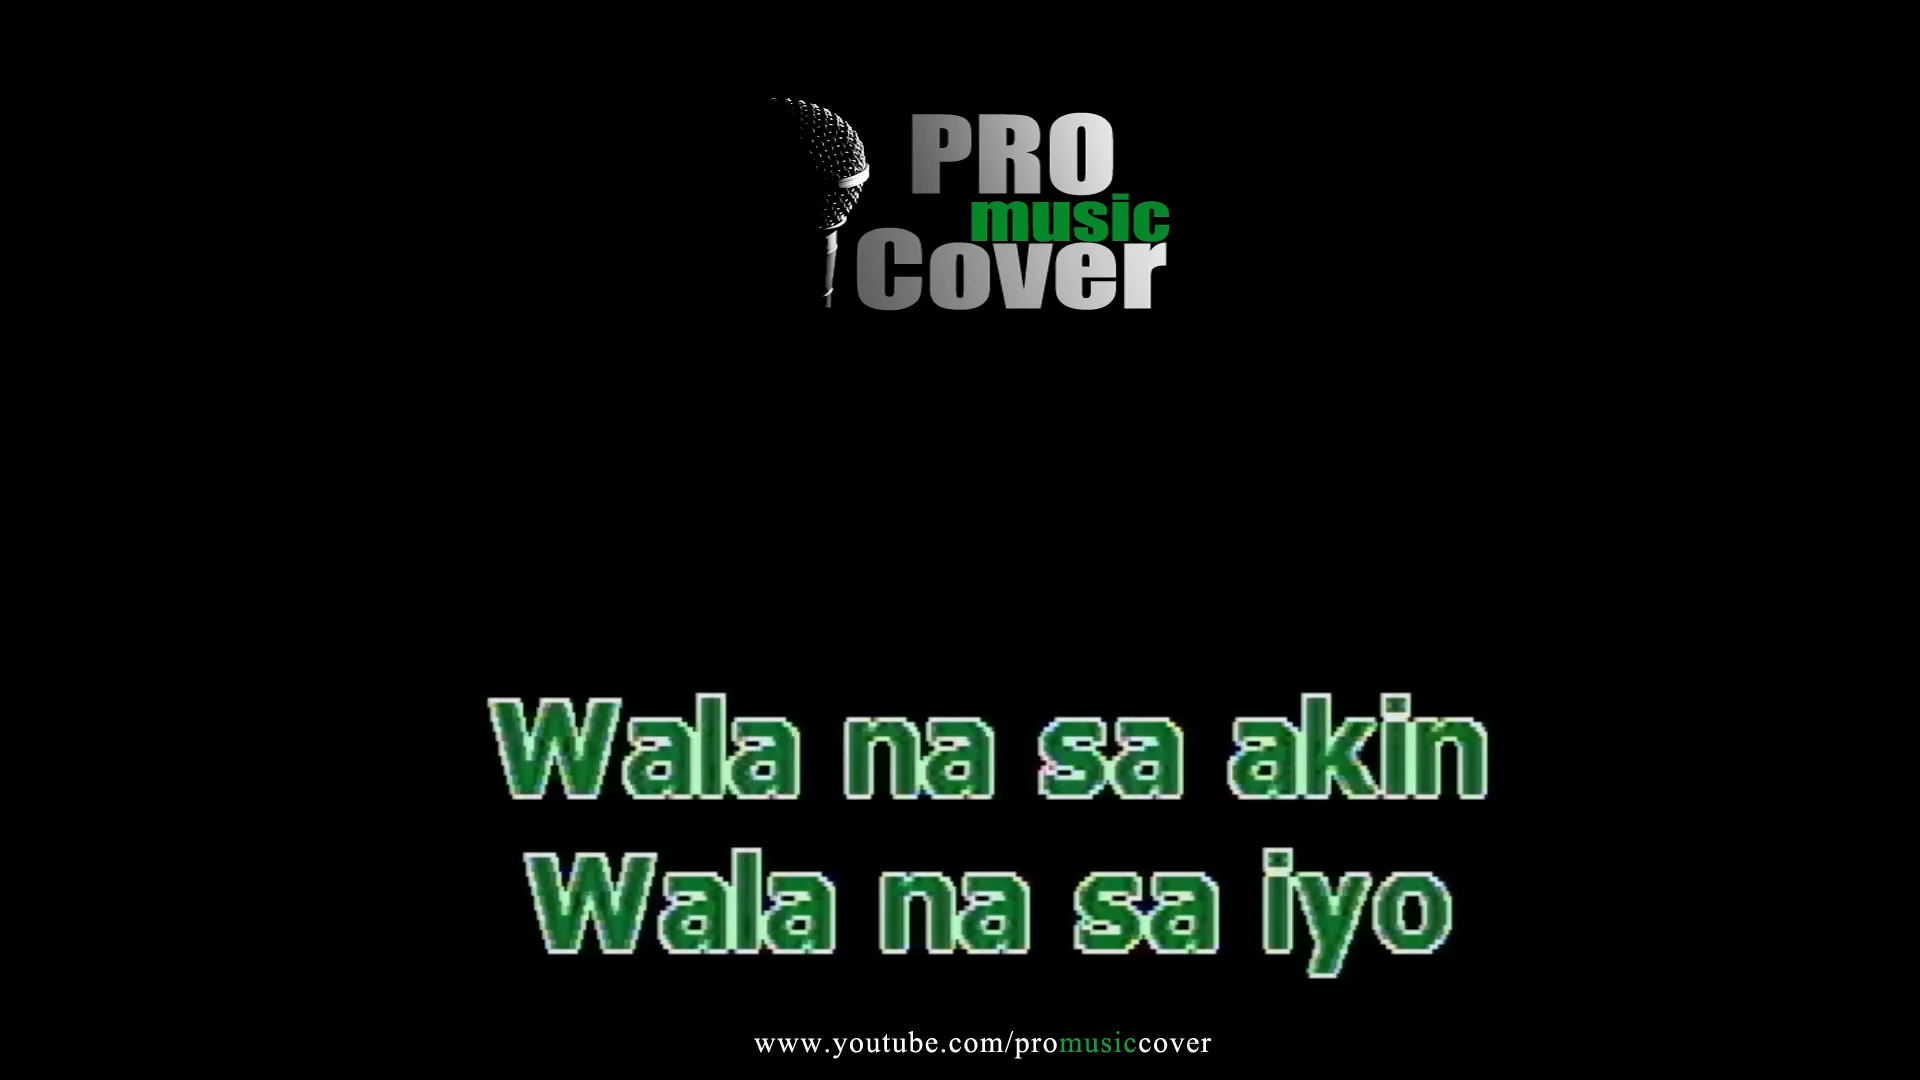 PRO
music
Cover
Wala na sa akin
Wala na sa iyo
www.youtube.com/promusiccover